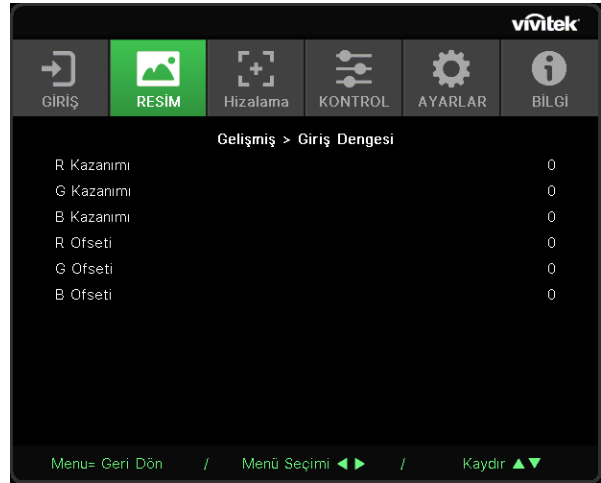 vivitek
GİRİŞ RESİM Hizalama KONTROL AYARLAR BİLGİ
Gelişmiş > Giriş Dengesi
R Kazanımı 0
G Kazanımı 0
B Kazanımı 0
R Ofseti 0
G Ofseti 0
B Ofseti 0
Menu= Geri Dön / Menü Seçimi ◀ ▶ / Kaydır ▲▼